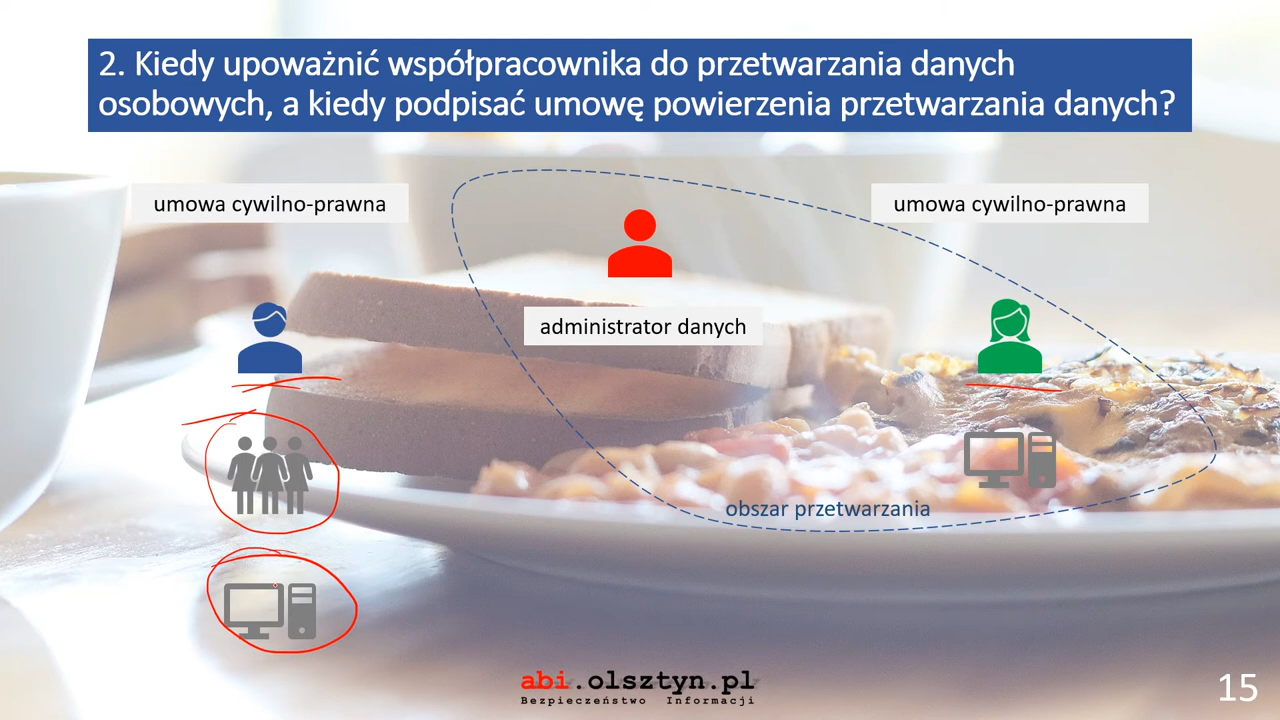 2. Kiedy upoważnić współpracownika do przetwarzania danych
osobowych, a kiedy podpisać umowę powierzenia przetwarzania danych?
umowa cywilno-prawna
umowa cywilno-prawna
administrator danych
obszar przetwarzania
abi.olsztyn.pl
Bezpieczeństwo Informacji
15